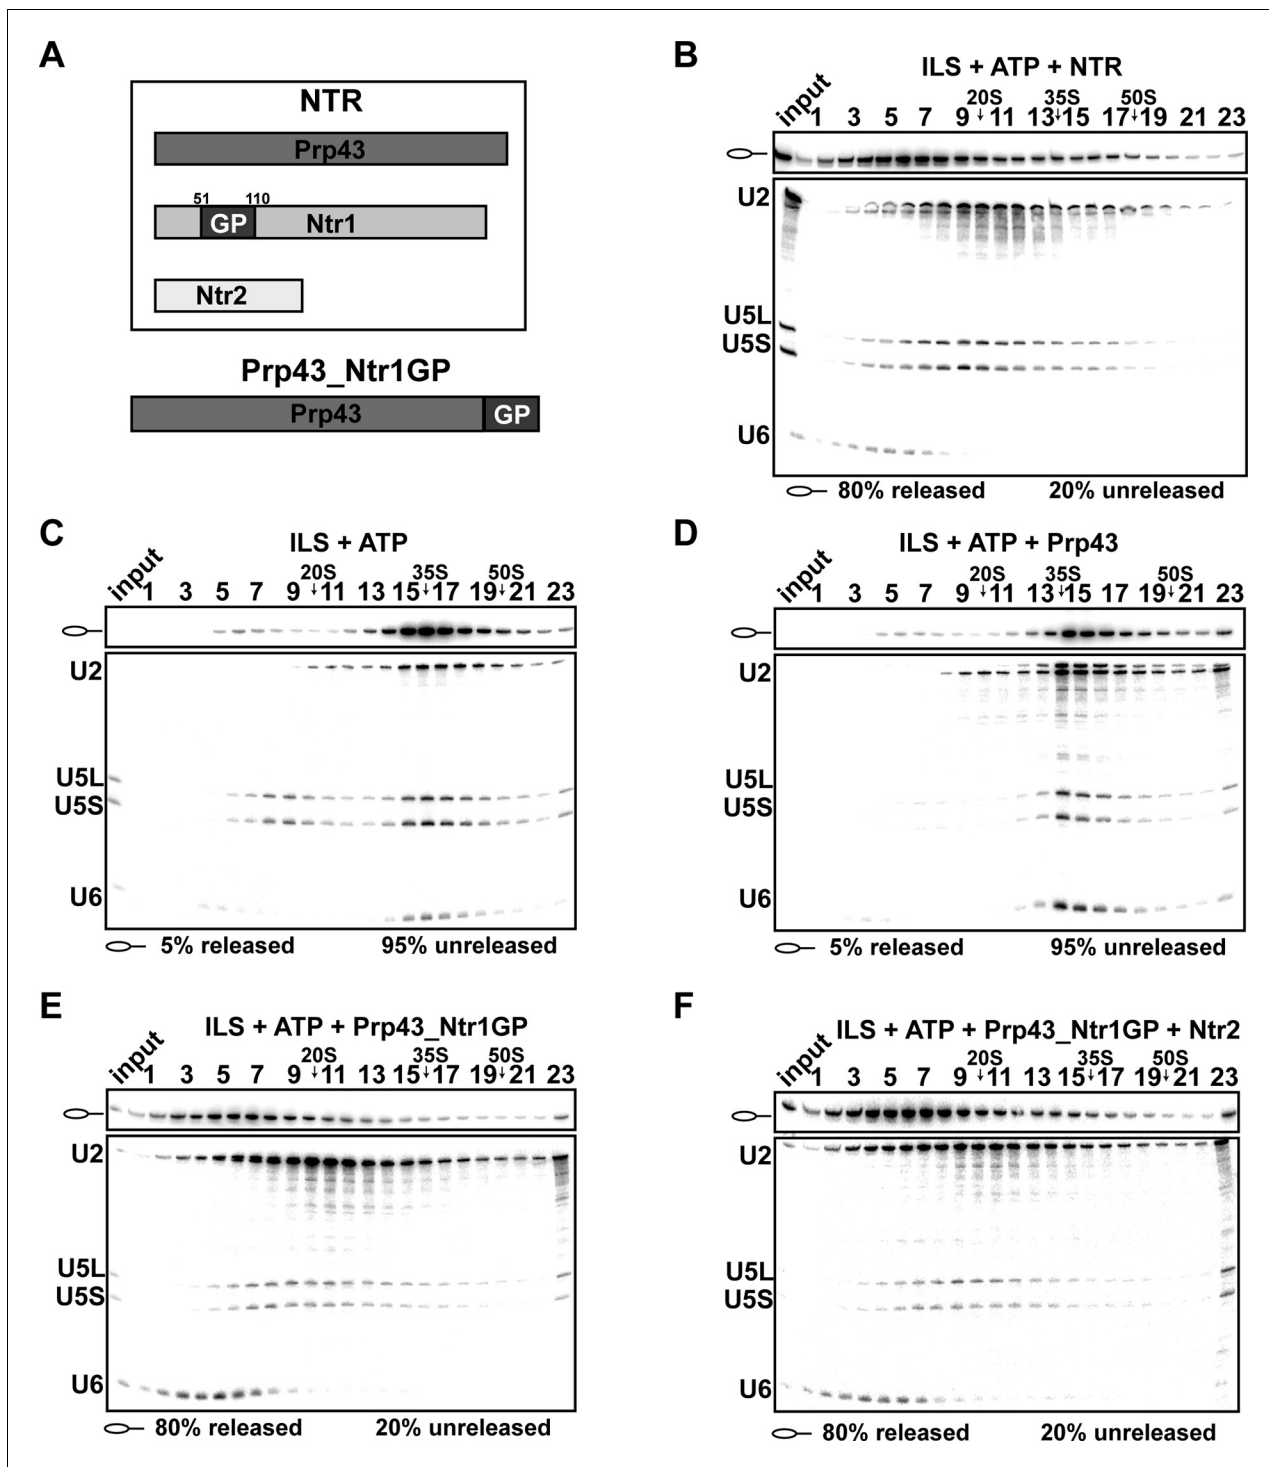 A
NTR
Prp43
51 110
GP Ntr1
Ntr2
Prp43_Ntr1GP
Prp43 GP
B
ILS + ATP + NTR
20S 35S 50S
input 1 3 5 7 9 ↓ 11 13 ↓ 15 17 ↓ 19 21 23
U2
U5L
U5S
U6
80% released 20% unreleased
C
ILS + ATP
20S 35S 50S
input 1 3 5 7 9 ↓ 11 13 15 ↓ 17 19 ↓ 21 23
U2
U5L
U5S
U6
5% released 95% unreleased
D
ILS + ATP + Prp43
20S 35S 50S
input 1 3 5 7 9 ↓ 11 13 ↓ 15 17 19 ↓ 21 23
U2
U5L
U5S
U6
5% released 95% unreleased
E
ILS + ATP + Prp43_Ntr1GP
20S 35S 50S
input 1 3 5 7 9 ↓ 11 13 15 ↓ 17 19 ↓ 21 23
U2
U5L
U5S
U6
80% released 20% unreleased
F
ILS + ATP + Prp43_Ntr1GP + Ntr2
20S 35S 50S
input 1 3 5 7 9 ↓ 11 13 15 ↓ 17 19 ↓ 21 23
U2
U5L
U5S
U6
80% released 20% unreleased